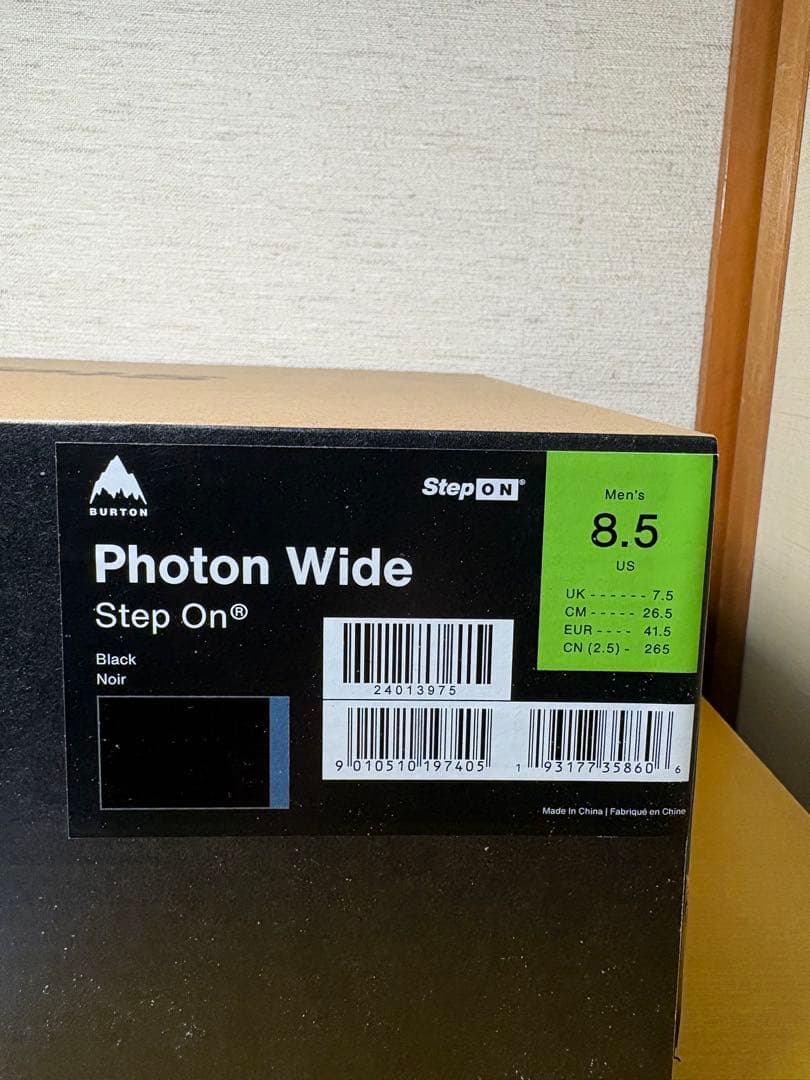 BURTON
StepON®
Photon Wide
Step On®
Black
Noir
Men's
8.5
US
UK - - - - - - 7.5
CM - - - - - 26.5
EUR - - - - 41.5
CN (2.5) - 265
24013975
9 010510 197405
1 93177 35860 6
Made In China | Fabriqué en Chine